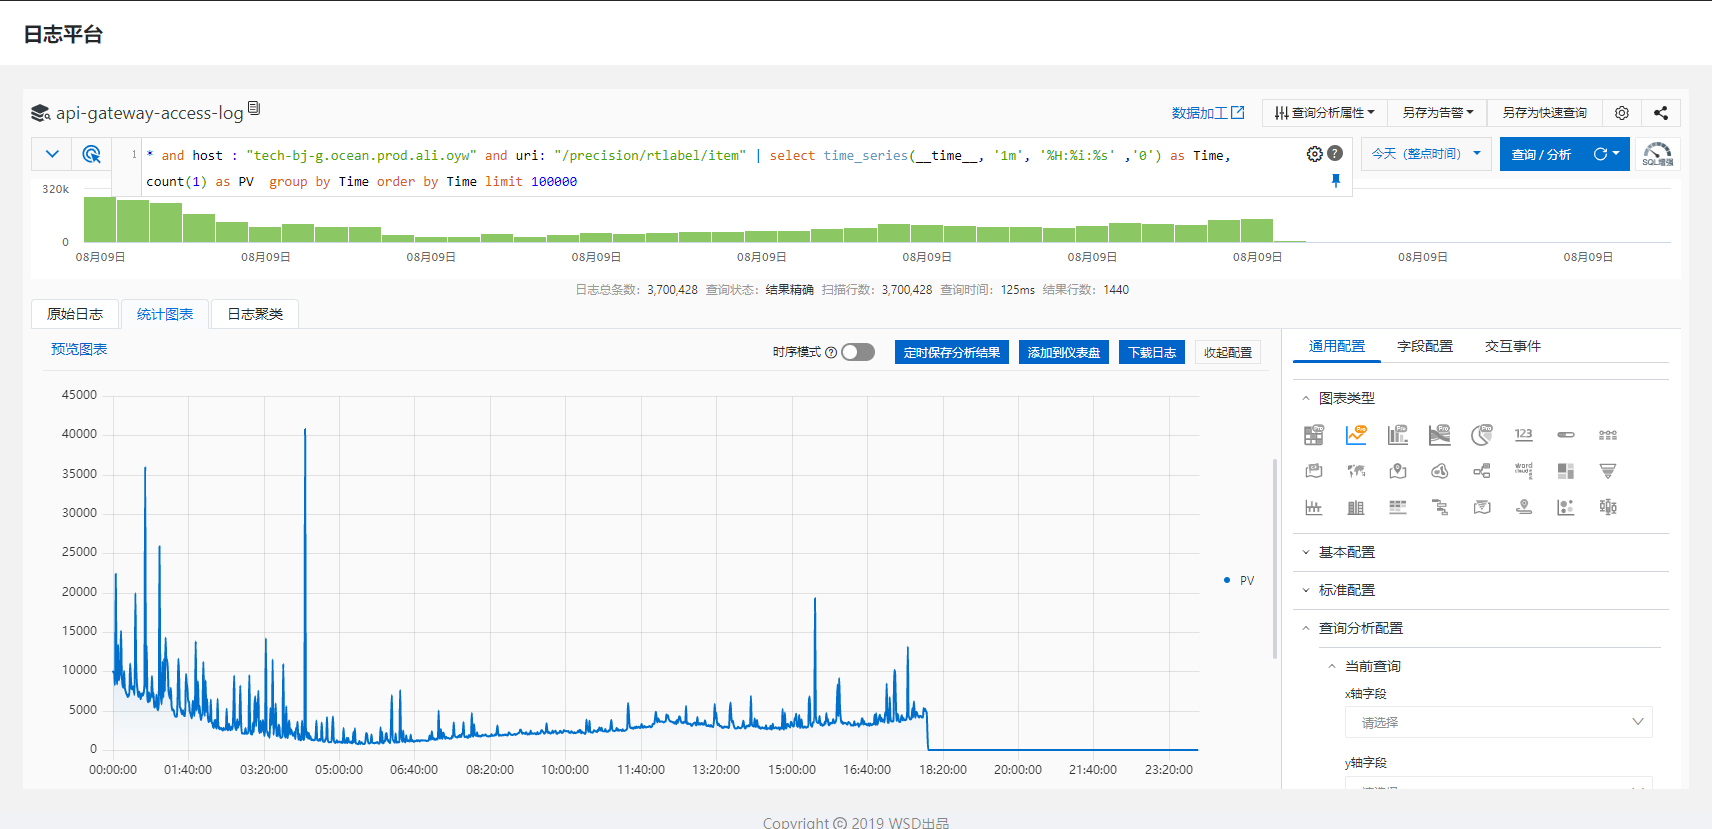 日志平台
api-gateway-access-log
数据加工
查询分析属性
另存为告警
另存为快速查询
1
* and host : "tech-bj-g.ocean.prod.ali.oyw" and uri: "/precision/rtlabel/item" | select time_series(__time__, '1m', '%H:%i:%s' ,'0') as Time,
count(1) as PV  group by Time order by Time limit 100000
今天（整点时间）
查询 / 分析
SQL增强
320k
0
08月09日 08月09日 08月09日 08月09日 08月09日 08月09日 08月09日 08月09日 08月09日 08月09日
日志总条数: 3,700,428 查询状态: 结果精确 扫描行数: 3,700,428 查询时间: 125ms 结果行数: 1440
原始日志 统计图表 日志聚类
预览图表
时序模式
定时保存分析结果
添加到仪表盘
下载日志
收起配置
45000
40000
35000
30000
25000
20000
15000
10000
5000
0
00:00:00 01:40:00 03:20:00 05:00:00 06:40:00 08:20:00 10:00:00 11:40:00 13:20:00 15:00:00 16:40:00 18:20:00 20:00:00 21:40:00 23:20:00
PV
通用配置 字段配置 交互事件
图表类型
Pro Pro Pro Pro Pro 123
基本配置
标准配置
查询分析配置
当前查询
x轴字段
请选择
y轴字段
Copyright © 2019 WSD出品